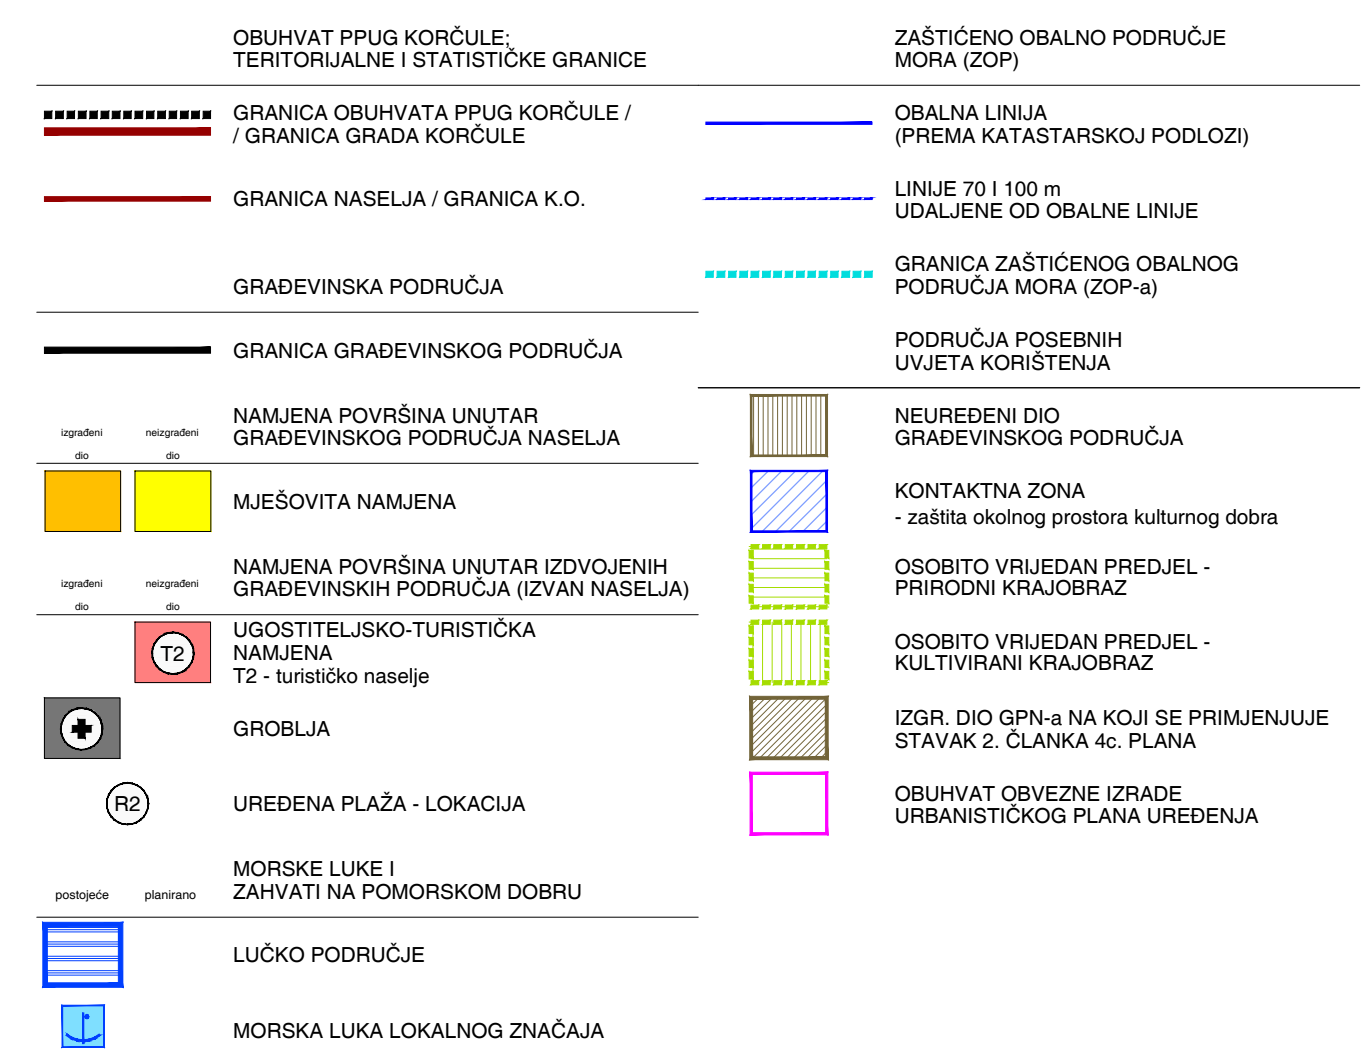 OBUHVAT PPUG KORČULE;
TERITORIJALNE I STATISTIČKE GRANICE
GRANICA OBUHVATA PPUG KORČULE /
/ GRANICA GRADA KORČULE
GRANICA NASELJA / GRANICA K.O.
GRAĐEVINSKA PODRUČJA
GRANICA GRAĐEVINSKOG PODRUČJA
izgrađeni
dio
neizgrađeni
dio
NAMJENA POVRŠINA UNUTAR
GRAĐEVINSKOG PODRUČJA NASELJA
MJEŠOVITA NAMJENA
izgrađeni
dio
neizgrađeni
dio
NAMJENA POVRŠINA UNUTAR IZDVOJENIH
GRAĐEVINSKIH PODRUČJA (IZVAN NASELJA)
T2
UGOSTITELJSKO-TURISTIČKA
NAMJENA
T2 - turističko naselje
GROBLJA
R2
UREĐENA PLAŽA - LOKACIJA
postojeće
planirano
MORSKE LUKE I
ZAHVATI NA POMORSKOM DOBRU
LUČKO PODRUČJE
MORSKA LUKA LOKALNOG ZNAČAJA
ZAŠTIĆENO OBALNO PODRUČJE
MORA (ZOP)
OBALNA LINIJA
(PREMA KATASTARSKOJ PODLOZI)
LINIJE 70 I 100 m
UDALJENE OD OBALNE LINIJE
GRANICA ZAŠTIĆENOG OBALNOG
PODRUČJA MORA (ZOP-a)
PODRUČJA POSEBNIH
UVJETA KORIŠTENJA
NEUREĐENI DIO
GRAĐEVINSKOG PODRUČJA
KONTAKTNA ZONA
- zaštita okolnog prostora kulturnog dobra
OSOBITO VRIJEDAN PREDJEL -
PRIRODNI KRAJOBRAZ
OSOBITO VRIJEDAN PREDJEL -
KULTIVIRANI KRAJOBRAZ
IZGR. DIO GPN-a NA KOJI SE PRIMJENJUJE
STAVAK 2. ČLANKA 4c. PLANA
OBUHVAT OBVEZNE IZRADE
URBANISTIČKOG PLANA UREĐENJA